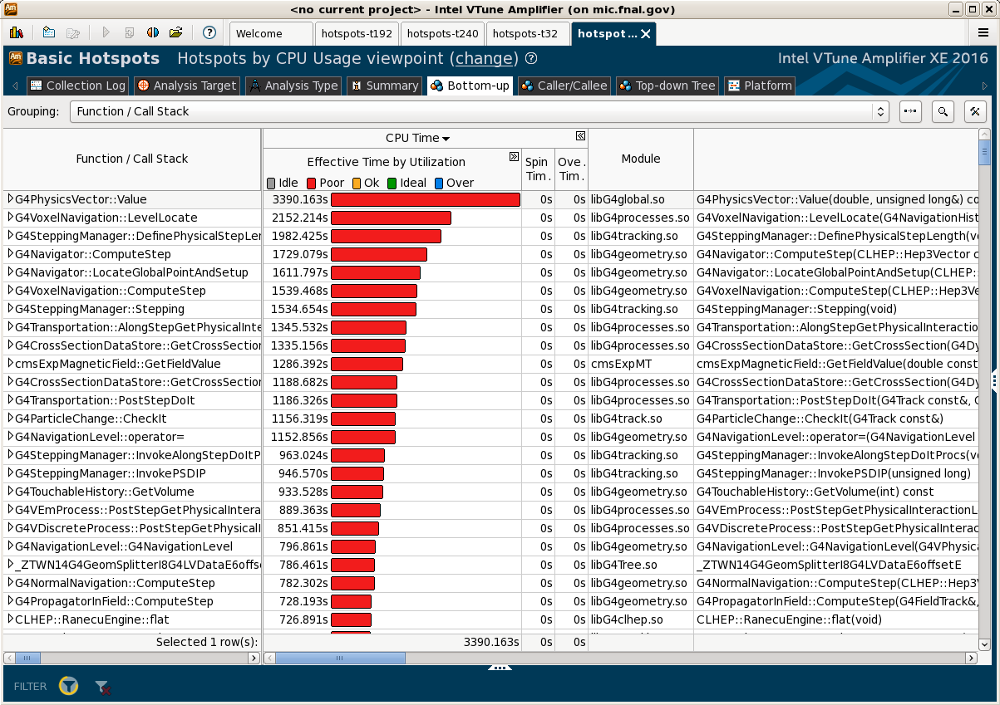 <no current project> - Intel VTune Amplifier (on mic.fnal.gov)
Welcome hotspots-t192 hotspots-t240 hotspots-t32 hotspot ...
Basic Hotspots Hotspots by CPU Usage viewpoint (change) Intel VTune Amplifier XE 2016
Collection Log Analysis Target Analysis Type Summary Bottom-up Caller/Callee Top-down Tree Platform
Grouping: Function / Call Stack
Function / Call Stack CPU Time Module
Effective Time by Utilization Spin Tim. Ove. Tim.
Idle Poor Ok Ideal Over
G4PhysicsVector::Value 3390.163s 0s 0s libG4global.so G4PhysicsVector::Value(double, unsigned long&) co
G4VoxelNavigation::LevelLocate 2152.214s 0s 0s libG4processes.so G4VoxelNavigation::LevelLocate(G4NavigationHist
G4SteppingManager::DefinePhysicalStepLer 1982.425s 0s 0s libG4tracking.so G4SteppingManager::DefinePhysicalStepLength(v
G4Navigator::ComputeStep 1729.079s 0s 0s libG4geometry.so G4Navigator::ComputeStep(CLHEP::Hep3Vector c
G4Navigator::LocateGlobalPointAndSetup 1611.797s 0s 0s libG4geometry.so G4Navigator::LocateGlobalPointAndSetup(CLHEP::
G4VoxelNavigation::ComputeStep 1539.468s 0s 0s libG4geometry.so G4VoxelNavigation::ComputeStep(CLHEP::Hep3Ve
G4SteppingManager::Stepping 1534.654s 0s 0s libG4tracking.so G4SteppingManager::Stepping(void)
G4Transportation::AlongStepGetPhysicalInte 1345.532s 0s 0s libG4processes.so G4Transportation::AlongStepGetPhysicalInteractio
G4CrossSectionDataStore::GetCrossSection 1335.156s 0s 0s libG4processes.so G4CrossSectionDataStore::GetCrossSection(G4Dy
cmsExpMagneticField::GetFieldValue 1286.392s 0s 0s cmsExpMT cmsExpMagneticField::GetFieldValue(double const
G4CrossSectionDataStore::GetCrossSection 1188.682s 0s 0s libG4processes.so G4CrossSectionDataStore::GetCrossSection(G4Dy
G4Transportation::PostStepDoIt 1186.326s 0s 0s libG4processes.so G4Transportation::PostStepDoIt(G4Track const&, G
G4ParticleChange::CheckIt 1156.319s 0s 0s libG4track.so G4ParticleChange::CheckIt(G4Track const&)
G4NavigationLevel::operator= 1152.856s 0s 0s libG4geometry.so G4NavigationLevel::operator=(G4NavigationLevel
G4SteppingManager::InvokeAlongStepDoItP 963.024s 0s 0s libG4tracking.so G4SteppingManager::InvokeAlongStepDoItProcs(v
G4SteppingManager::InvokePSDIP 946.570s 0s 0s libG4tracking.so G4SteppingManager::InvokePSDIP(unsigned long)
G4TouchableHistory::GetVolume 933.528s 0s 0s libG4geometry.so G4TouchableHistory::GetVolume(int) const
G4VEmProcess::PostStepGetPhysicalIntera 889.363s 0s 0s libG4processes.so G4VEmProcess::PostStepGetPhysicalInteractionL
G4VDiscreteProcess::PostStepGetPhysicalI 851.415s 0s 0s libG4processes.so G4VDiscreteProcess::PostStepGetPhysicalInterac
G4NavigationLevel::G4NavigationLevel 796.861s 0s 0s libG4geometry.so G4NavigationLevel::G4NavigationLevel(G4VPhysica
_ZTWN14G4GeomSplitterI8G4LVDataE6offse 786.461s 0s 0s libG4Tree.so _ZTWN14G4GeomSplitterI8G4LVDataE6offsetE
G4NormalNavigation::ComputeStep 782.302s 0s 0s libG4geometry.so G4NormalNavigation::ComputeStep(CLHEP::Hep3V
G4PropagatorInField::ComputeStep 728.193s 0s 0s libG4geometry.so G4PropagatorInField::ComputeStep(G4FieldTrack&,
CLHEP::RanecuEngine::flat 726.891s 0s 0s libG4clhep.so CLHEP::RanecuEngine::flat(void)
Selected 1 row(s): 3390.163s 0s 0s
FILTER